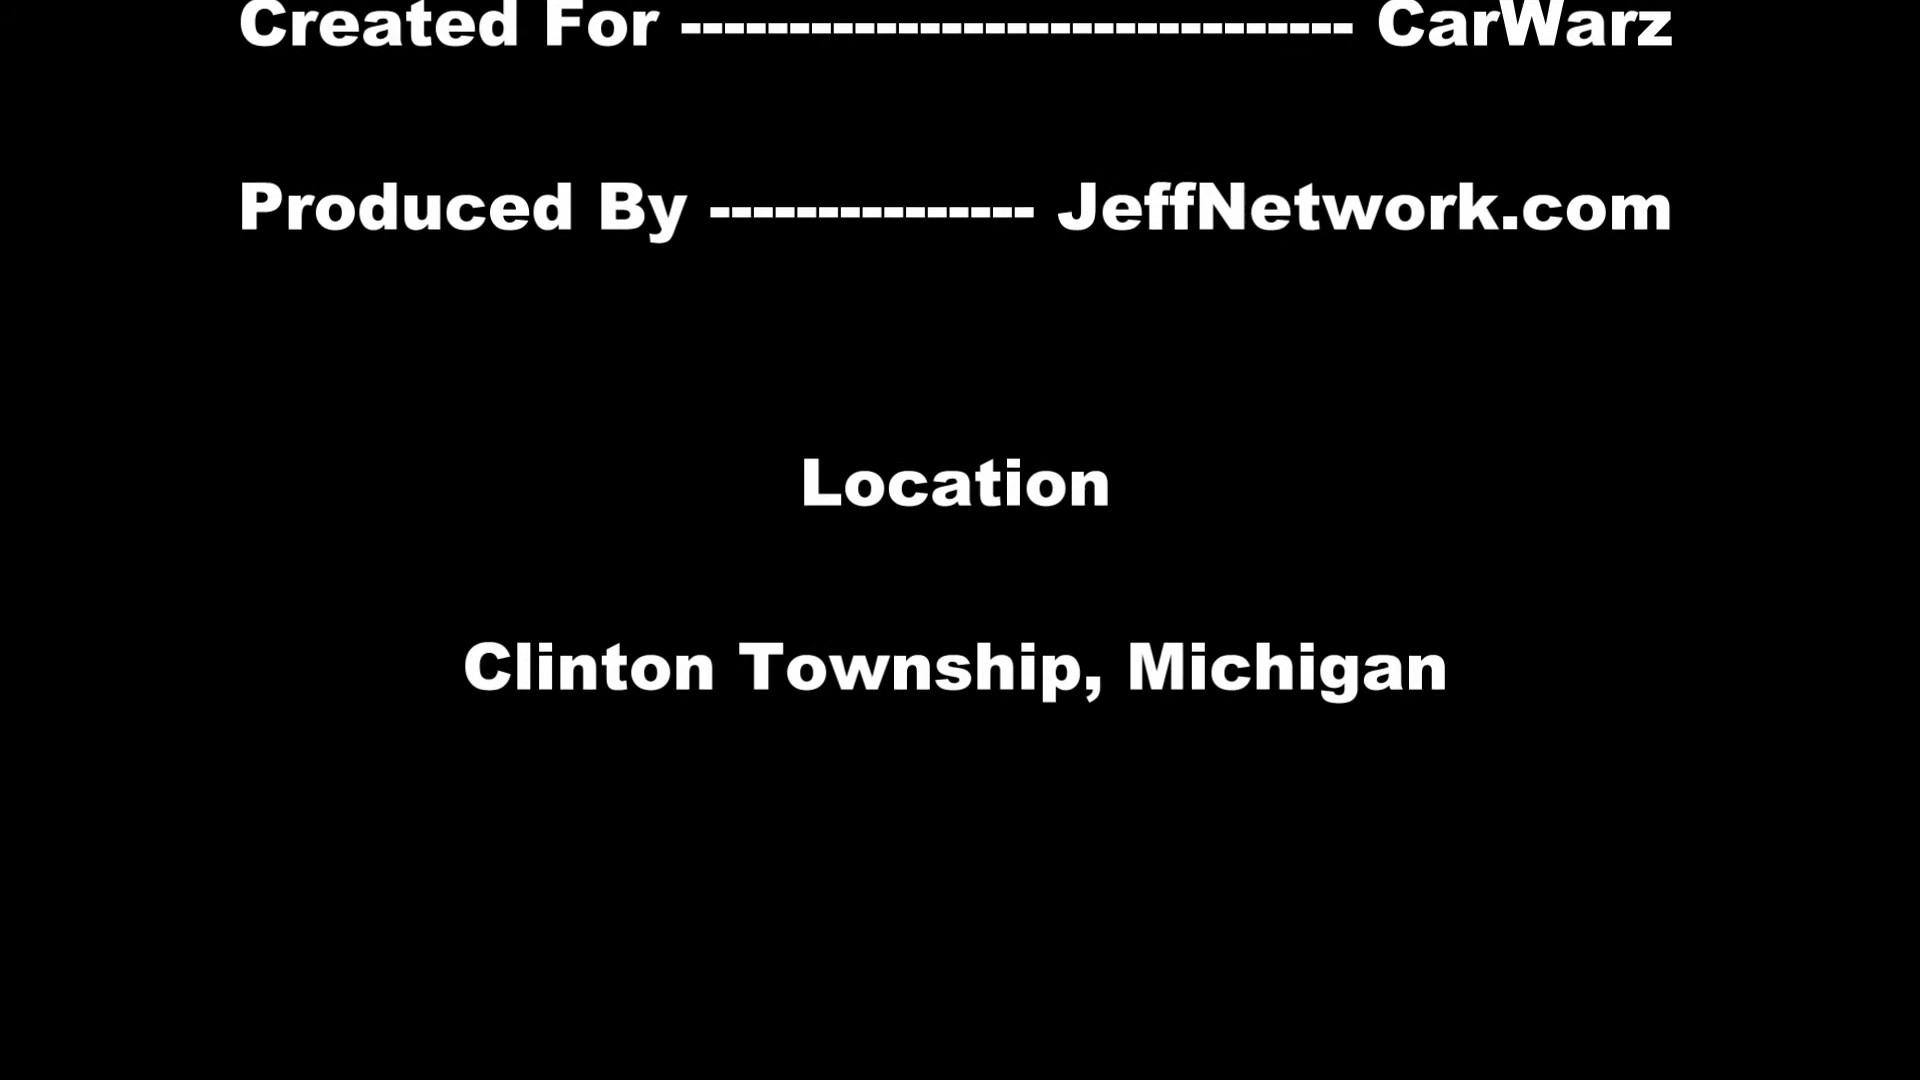 Created For ------------------------------- CarWarz
Produced By --------------- JeffNetwork.com
Location
Clinton Township, Michigan